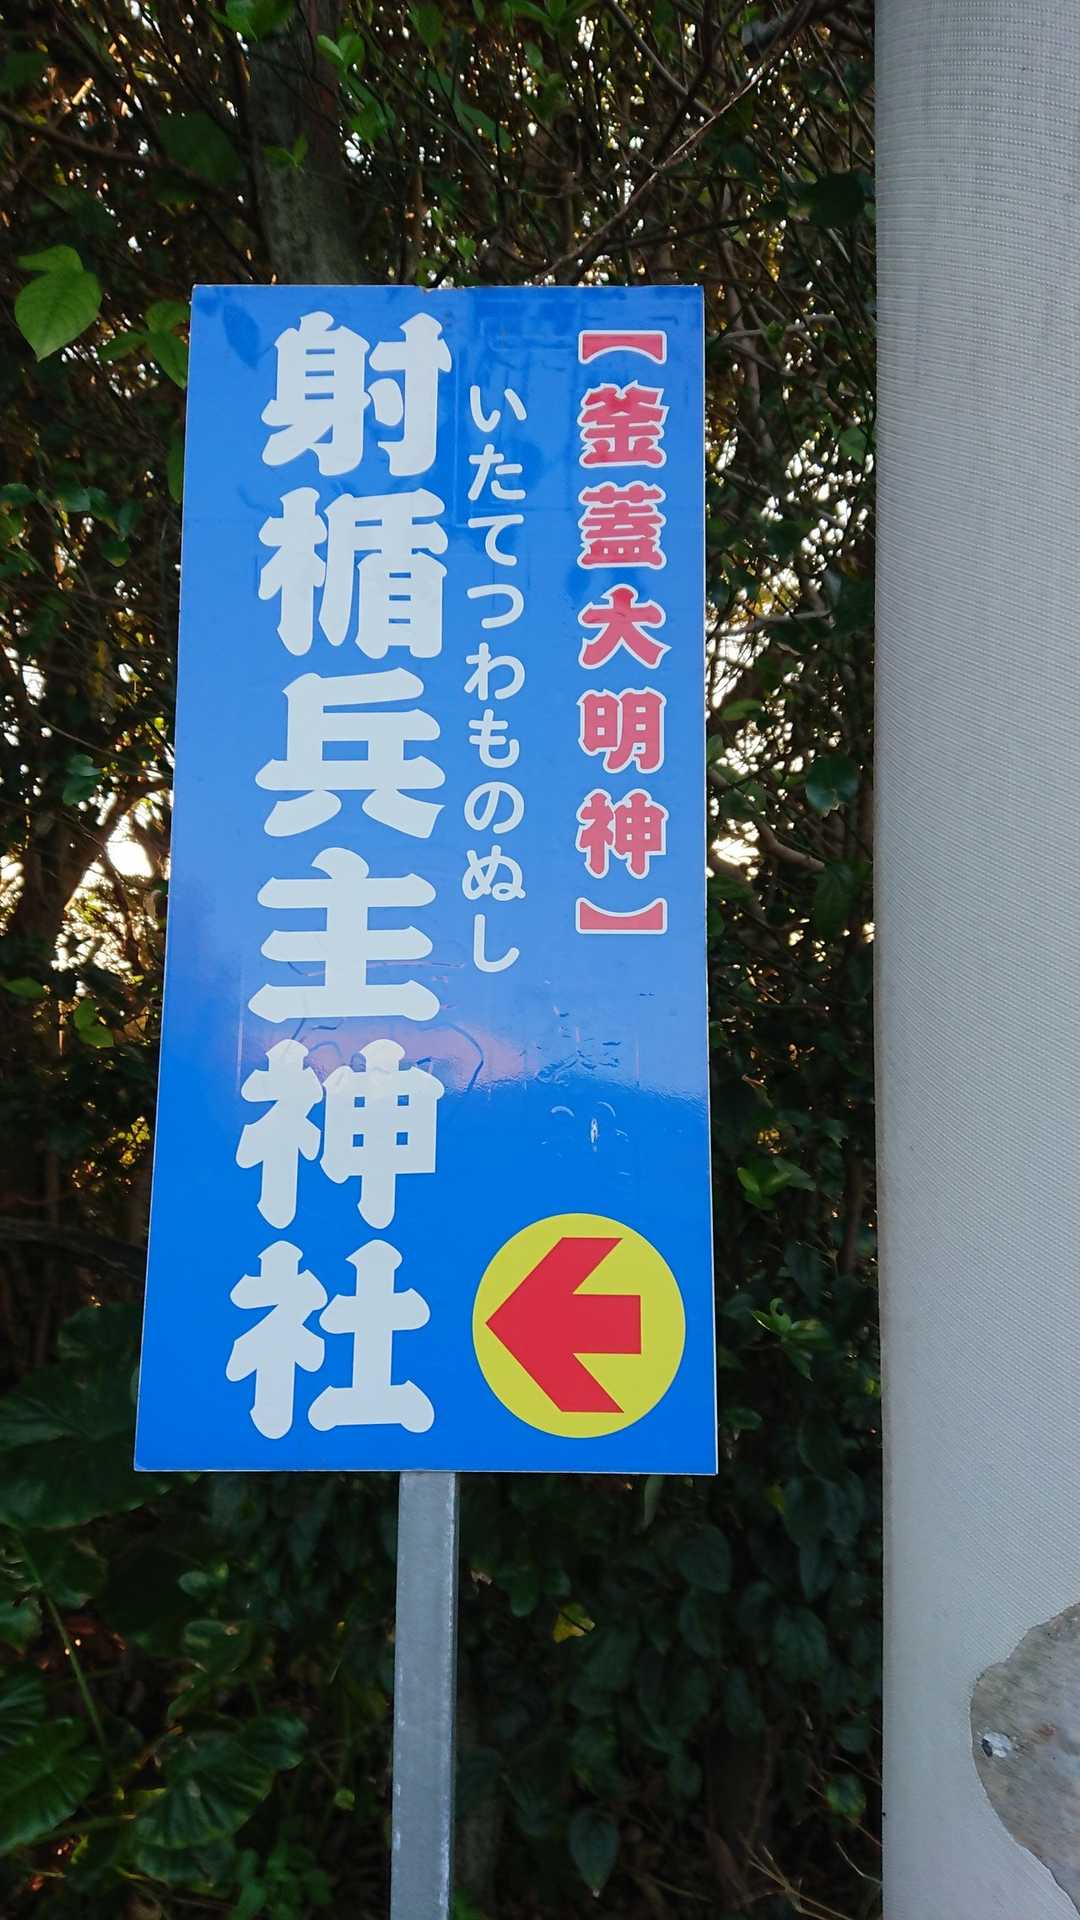 【釜蓋大明神】
いたてつわものぬし
射楯兵主神社